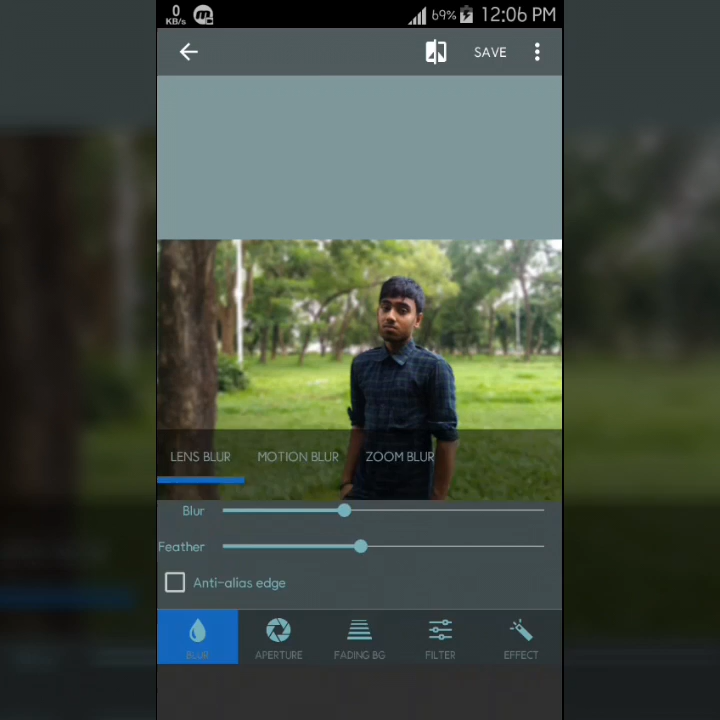 0 KB/s 69% 12:06 PM
SAVE
LENS BLUR MOTION BLUR ZOOM BLUR
Blur
Feather
Anti-alias edge
BLUR APERTURE FADING BG FILTER EFFECT